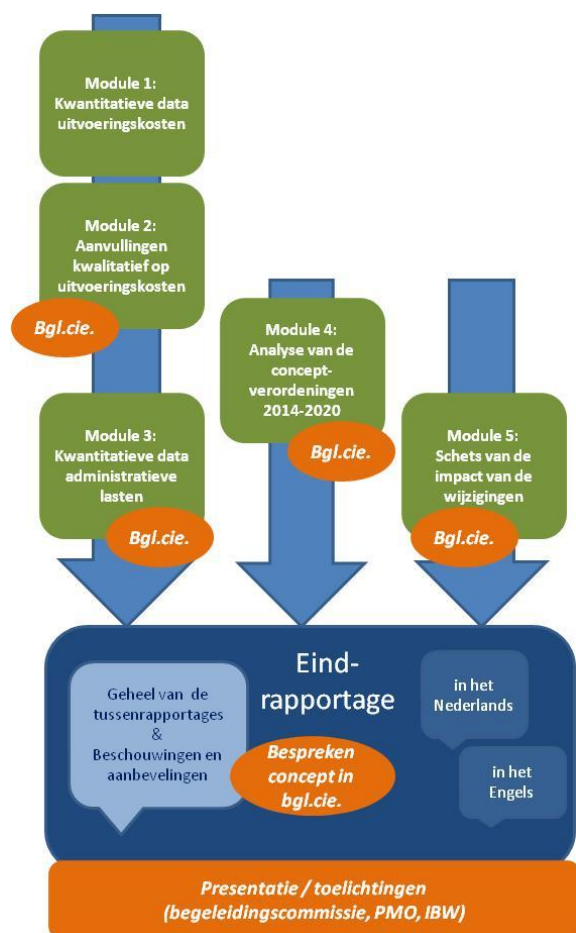 Module 1:
Kwantitatieve data
uitvoeringskosten
Module 2:
Aanvullingen
kwalitatief op
uitvoeringskosten
Bgl.cie.
Module 3:
Kwantitatieve data
administratieve
lasten
Bgl.cie.
Module 4:
Analyse van de
concept-
verordeningen
2014-2020
Bgl.cie.
Module 5:
Schets van de
impact van de
wijzigingen
Bgl.cie.
Eind-
rapportage
Geheel van de
tussenrapportages
&
Beschouwingen en
aanbevelingen
Bespreken
concept in
bgl.cie.
in het
Nederlands
in het
Engels
Presentatie / toelichtingen
(begeleidingscommissie, PMO, IBW)